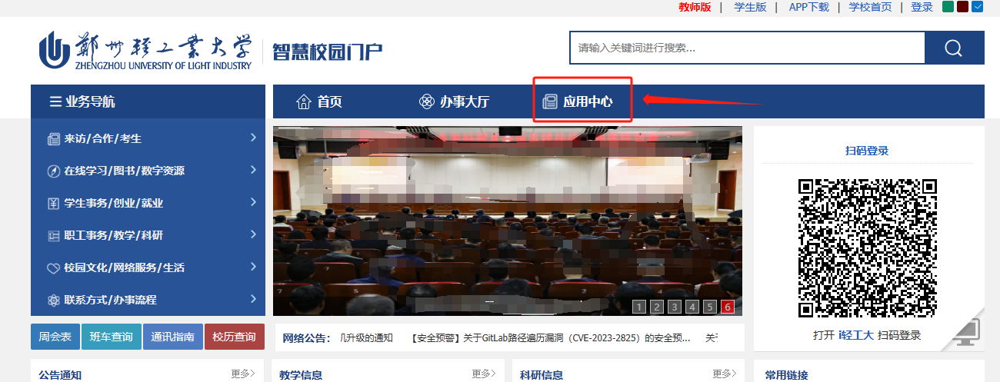 教师版 | 学生版 | APP下载 | 学校首页 | 登录
郑州轻工业大学
ZHENGZHOU UNIVERSITY OF LIGHT INDUSTRY
智慧校园门户
请输入关键词进行搜索...
业务导航
首页
办事大厅
应用中心
来访/合作/考生
在线学习/图书/数字资源
学生事务/创业/就业
职工事务/教学/科研
校园文化/网络服务/生活
联系方式/办事流程
7
5
1 2 3 4 5 6
扫码登录
打开 i轻工大 扫码登录
周会表
班车查询
通讯指南
校历查询
网络公告： 几升级的通知 【安全预警】关于GitLab路径遍历漏洞（CVE-2023-2825）的安全预... 关于
公告通知 更多>
教学信息 更多>
科研信息 更多>
常用链接